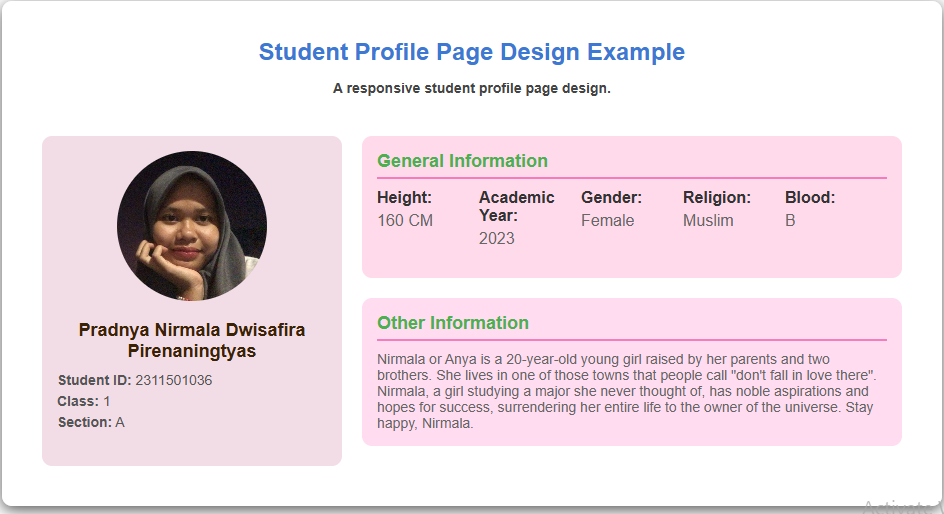 Student Profile Page Design Example
A responsive student profile page design.
Pradnya Nirmala Dwisafira
Pirenaningtyas
Student ID: 2311501036
Class: 1
Section: A
General Information
Height:
160 CM
Academic
Year:
2023
Gender:
Female
Religion:
Muslim
Blood:
B
Other Information
Nirmala or Anya is a 20-year-old young girl raised by her parents and two
brothers. She lives in one of those towns that people call "don't fall in love there".
Nirmala, a girl studying a major she never thought of, has noble aspirations and
hopes for success, surrendering her entire life to the owner of the universe. Stay
happy, Nirmala.